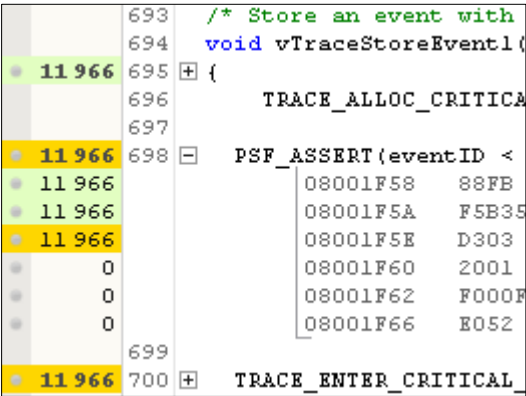 693 /* Store an event with
694 void vTraceStoreEvent1(
11 966 695 + {
696 TRACE_ALLOC_CRITICA
697
11 966 698 - PSF_ASSERT(eventID <
11 966 08001F58 88FB
11 966 08001F5A F5B35
11 966 08001F5E D303
0 08001F60 2001
0 08001F62 F000F
0 08001F66 E052
699
11 966 700 + TRACE_ENTER_CRITICAL_